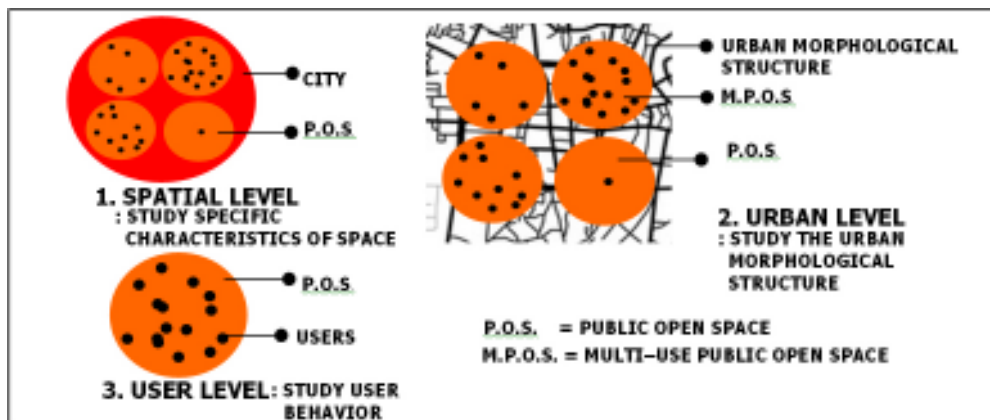 CITY
P.O.S
1. SPATIAL LEVEL
: STUDY SPECIFIC
CHARACTERISTICS OF SPACE
P.O.S.
USERS
3. USER LEVEL : STUDY USER
BEHAVIOR
URBAN MORPHOLOGICAL
STRUCTURE
M.P.O.S
P.O.S.
2. URBAN LEVEL
: STUDY THE URBAN
MORPHOLOGICAL
STRUCTURE
P.O.S. = PUBLIC OPEN SPACE
M.P.O.S. = MULTI-USE PUBLIC OPEN SPACE